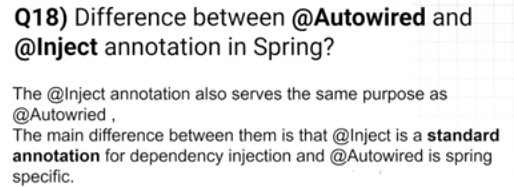 Q18) Difference between @Autowired and
@Inject annotation in Spring?
The @Inject annotation also serves the same purpose as
@Autowried ,
The main difference between them is that @Inject is a standard
annotation for dependency injection and @Autowired is spring
specific.